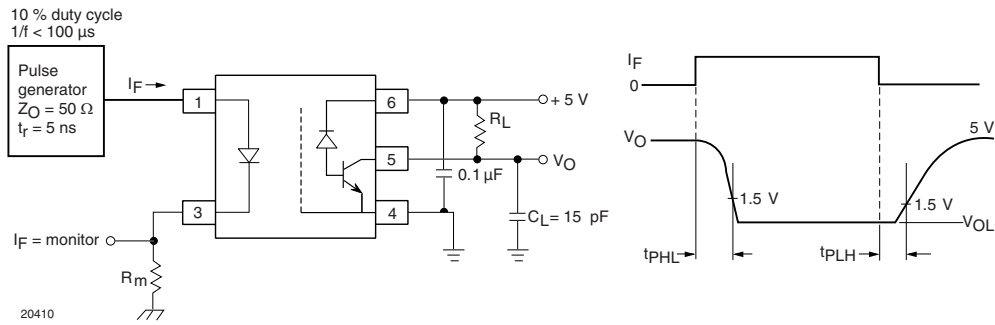 10 % duty cycle
1/f < 100 μs
Pulse
generator
ZO = 50 Ω
tr = 5 ns
IF
1
3
IF = monitor
Rm
6
5
4
0.1 μF
RL
+ 5 V
VO
CL = 15 pF
20410
IF
0
VO
5 V
1.5 V
1.5 V
VOL
tPHL
tPLH